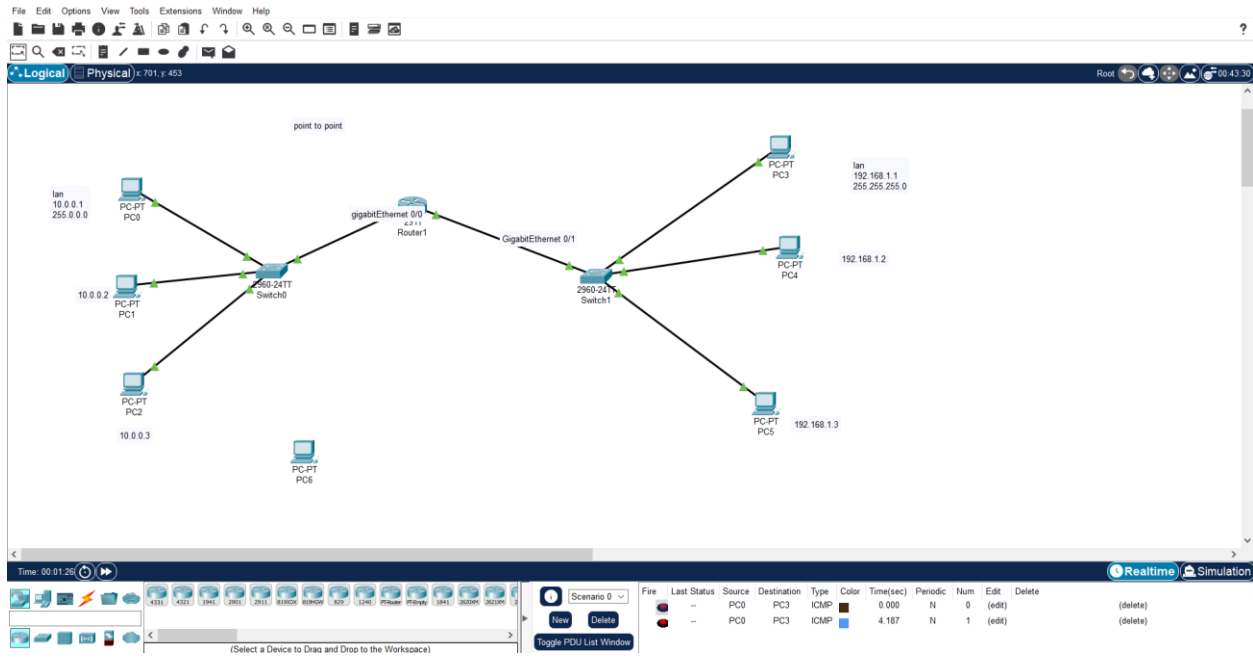 File Edit Options View Tools Extensions Window Help
?
Logical Physical x: 701, y: 453 Root 00:43:30
point to point
PC-PT
PC3
lan
192.168.1.1
255.255.255.0
lan
10.0.0.1
255.0.0.0
PC-PT
PC0
gigabitEthernet 0/0
2911
Router1
GigabitEthernet 0/1
PC-PT
PC4
192.168.1.2
2960-24TT
Switch0
2960-24TT
Switch1
10.0.0.2
PC-PT
PC1
PC-PT
PC2
10.0.0.3
PC-PT
PC5
192.168.1.3
PC-PT
PC6
Time: 00:01:26 Realtime Simulation
4331 4321 1941 2901 2911 819IOX 819HGW 829 1240 PT-Router PT-Empty 1841 2620XM 2621XM 2
Scenario 0
New Delete
Toggle PDU List Window
Fire Last Status Source Destination Type Color Time(sec) Periodic Num Edit Delete
-- PC0 PC3 ICMP 0.000 N 0 (edit) (delete)
-- PC0 PC3 ICMP 4.187 N 1 (edit) (delete)
(Select a Device to Drag and Drop to the Workspace)